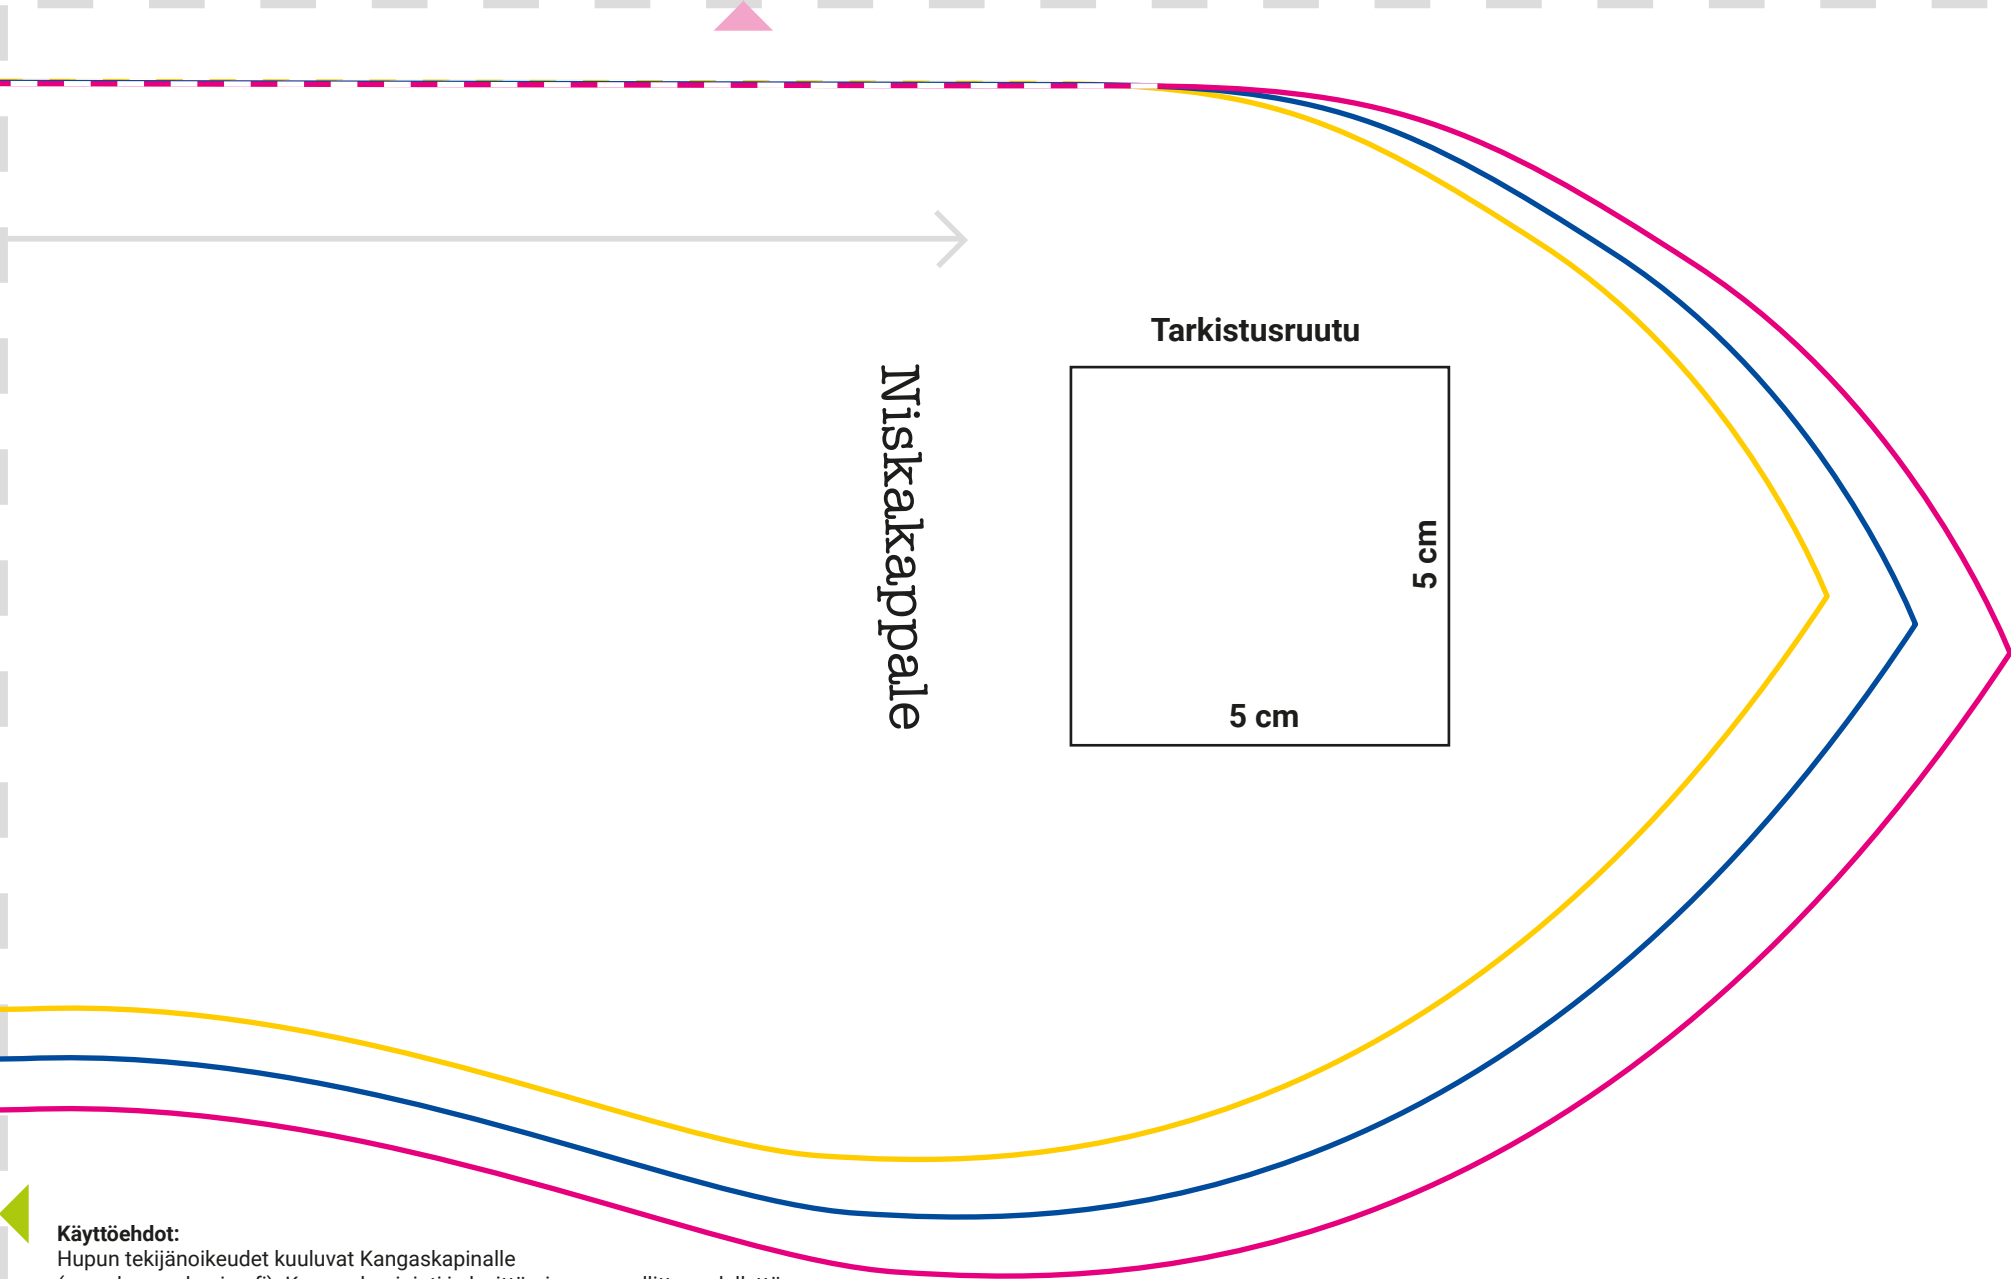 Tarkistusruutu
Niskakappale
5 cm
5 cm
Käyttöehdot:
Hupun tekijänoikeudet kuuluvat Kangaskapinalle